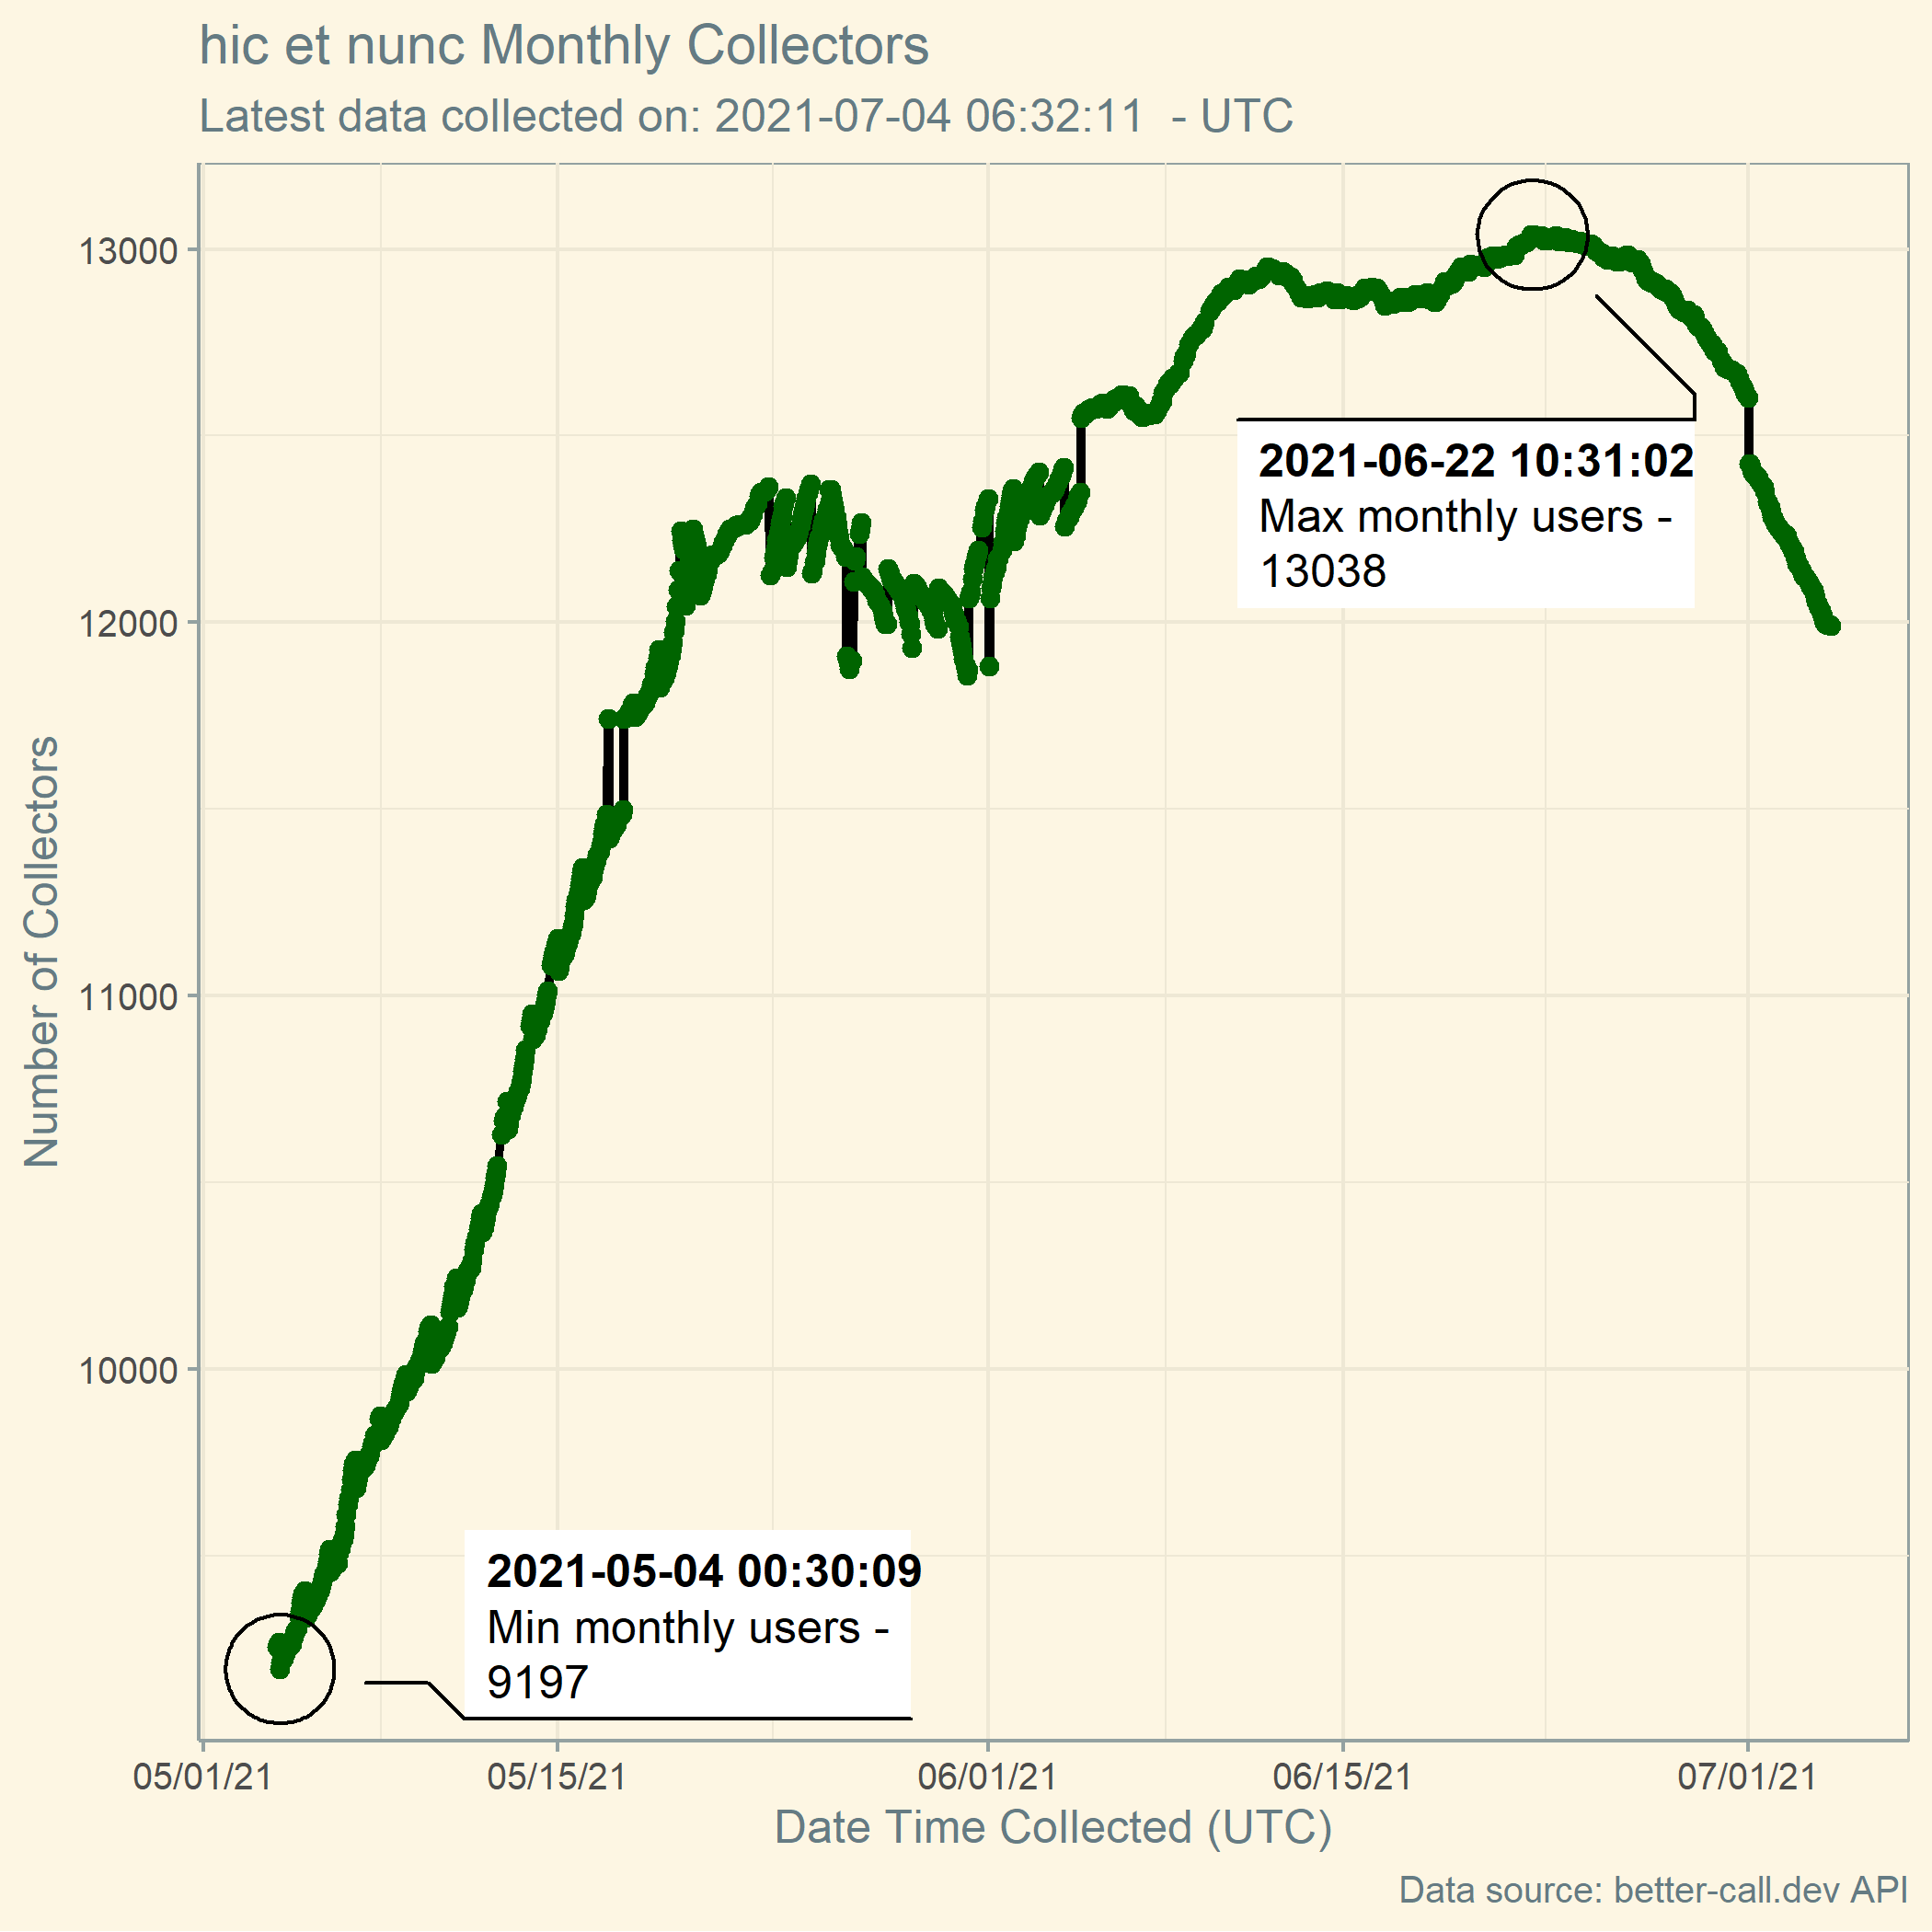 hic et nunc Monthly Collectors
Latest data collected on: 2021-07-04 06:32:11  - UTC
Number of Collectors
13000
12000
11000
10000
2021-06-22 10:31:02
Max monthly users -
13038
2021-05-04 00:30:09
Min monthly users -
9197
05/01/21
05/15/21
06/01/21
06/15/21
07/01/21
Date Time Collected (UTC)
Data source: better-call.dev API